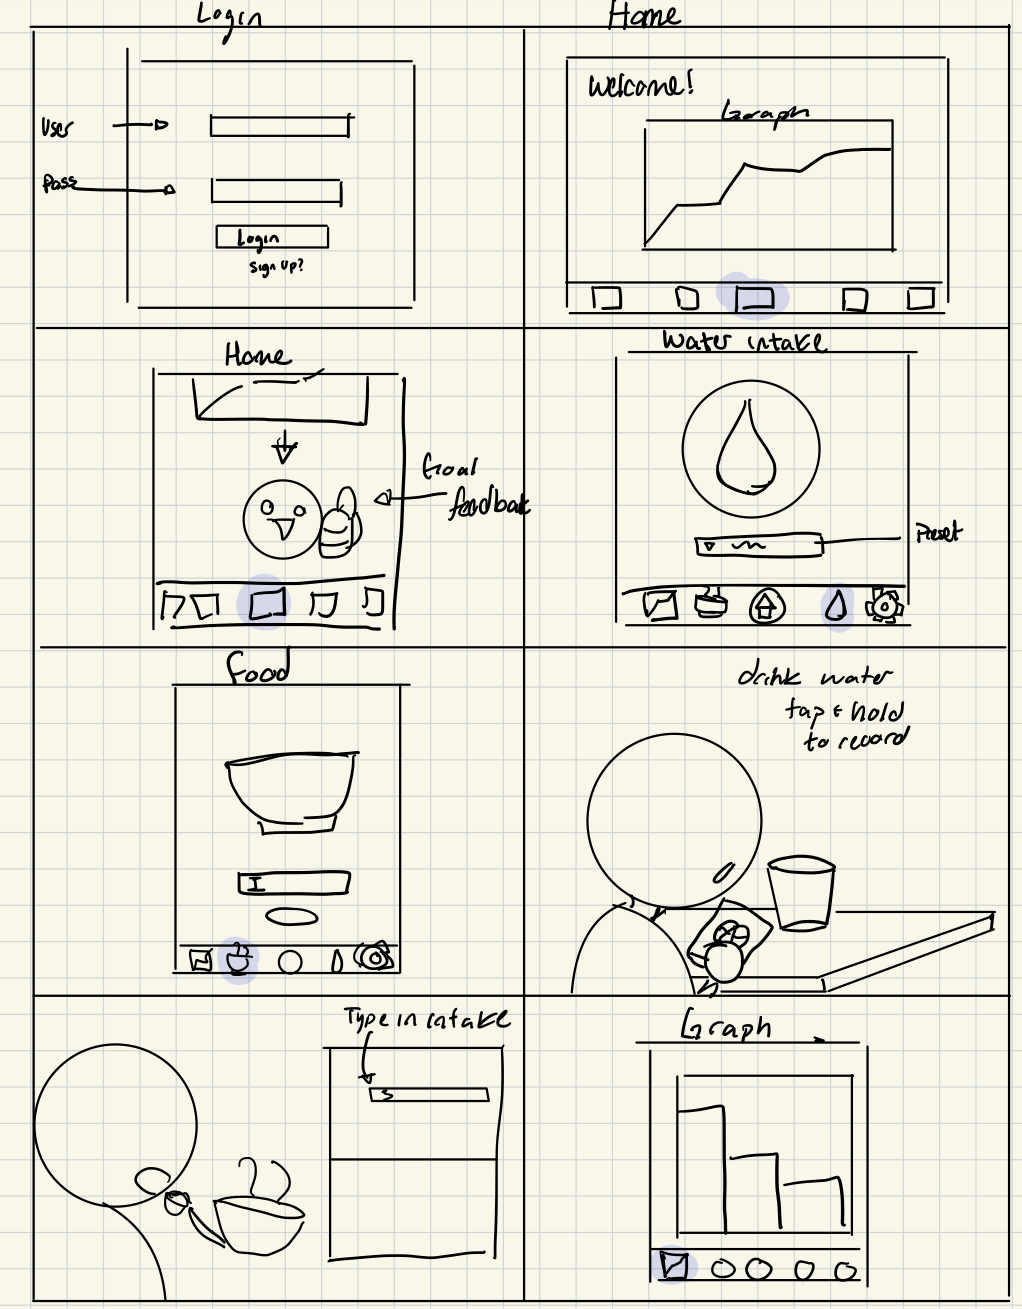 Login
Home
User
Pass
Login
Sign up?
Welcome!
Graph
Home
Goal
feedback
Water intake
Preset
Food
drink water
tap & hold
to record
Type in intake
Graph